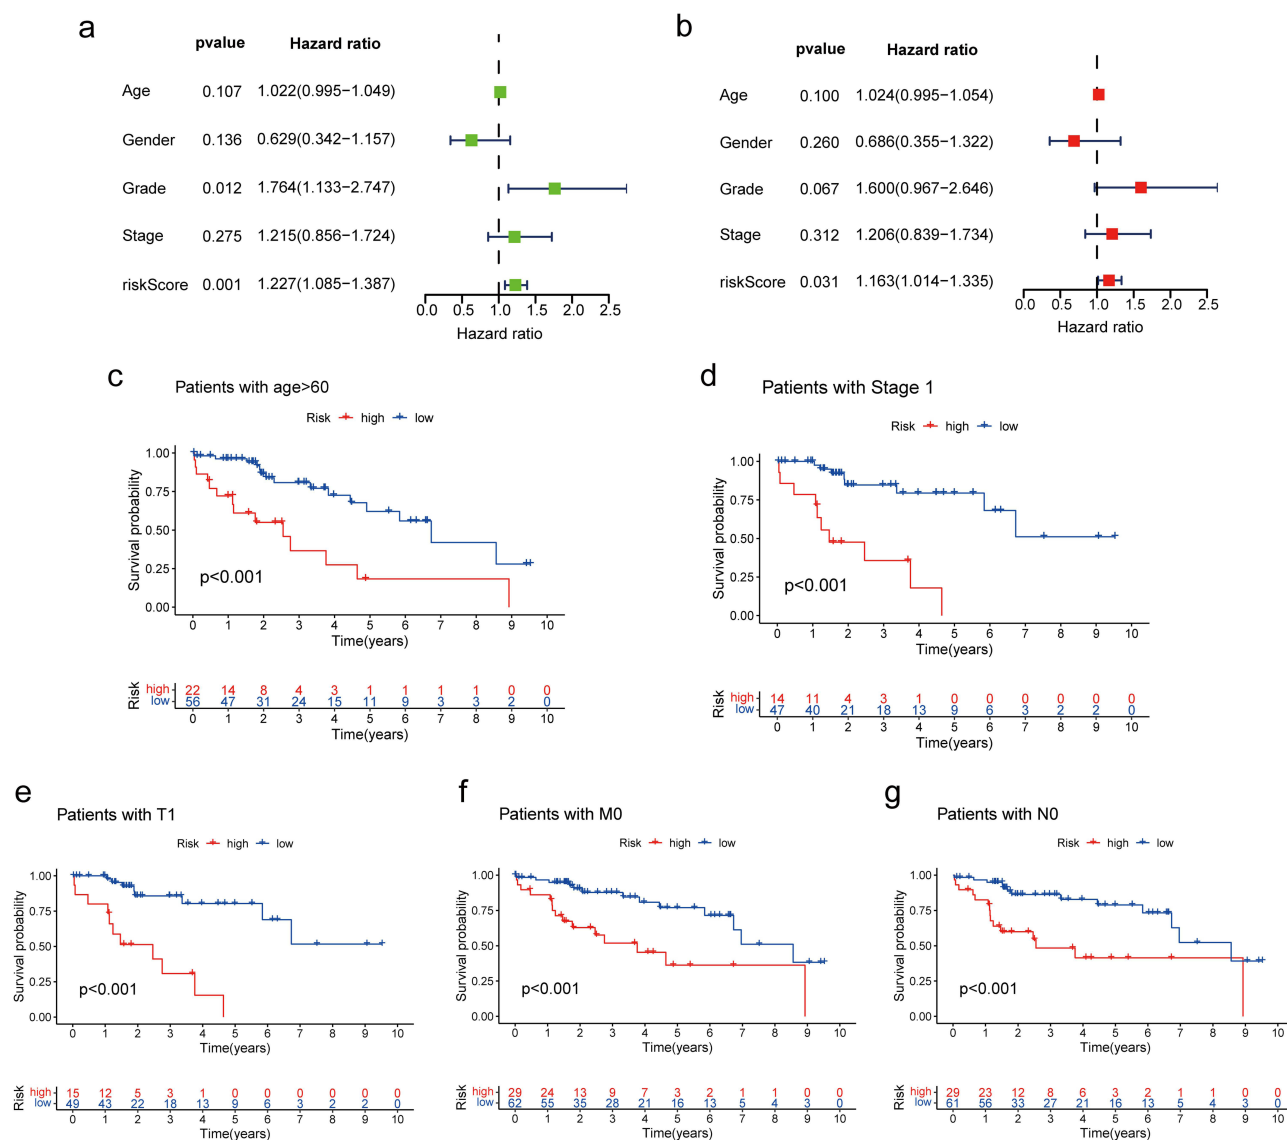 a
pvalue Hazard ratio
Age 0.107 1.022(0.995−1.049)
Gender 0.136 0.629(0.342−1.157)
Grade 0.012 1.764(1.133−2.747)
Stage 0.275 1.215(0.856−1.724)
riskScore 0.001 1.227(1.085−1.387)
0.0 0.5 1.0 1.5 2.0 2.5
Hazard ratio
b
pvalue Hazard ratio
Age 0.100 1.024(0.995−1.054)
Gender 0.260 0.686(0.355−1.322)
Grade 0.067 1.600(0.967−2.646)
Stage 0.312 1.206(0.839−1.734)
riskScore 0.031 1.163(1.014−1.335)
0.0 0.5 1.0 1.5 2.0 2.5
Hazard ratio
c
Patients with age>60
Risk high low
Survival probability
1.00
0.75
0.50
0.25
0.00
p<0.001
0 1 2 3 4 5 6 7 8 9 10
Time(years)
Risk
high 22 14 8 4 3 1 1 1 1 0 0
low 56 47 31 24 15 11 9 3 3 2 0
0 1 2 3 4 5 6 7 8 9 10
Time(years)
d
Patients with Stage 1
Risk high low
Survival probability
1.00
0.75
0.50
0.25
0.00
p<0.001
0 1 2 3 4 5 6 7 8 9 10
Time(years)
Risk
high 14 11 4 3 1 0 0 0 0 0 0
low 47 40 21 18 13 9 6 3 2 2 0
0 1 2 3 4 5 6 7 8 9 10
Time(years)
e
Patients with T1
Risk high low
Survival probability
1.00
0.75
0.50
0.25
0.00
p<0.001
0 1 2 3 4 5 6 7 8 9 10
Time(years)
Risk
high 15 12 5 3 1 0 0 0 0 0 0
low 49 43 22 18 13 9 6 3 2 2 0
0 1 2 3 4 5 6 7 8 9 10
Time(years)
f
Patients with M0
Risk high low
Survival probability
1.00
0.75
0.50
0.25
0.00
p<0.001
0 1 2 3 4 5 6 7 8 9 10
Time(years)
Risk
high 29 24 13 9 7 3 2 1 1 0 0
low 62 55 35 28 21 16 13 5 4 3 0
0 1 2 3 4 5 6 7 8 9 10
Time(years)
g
Patients with N0
Risk high low
Survival probability
1.00
0.75
0.50
0.25
0.00
p<0.001
0 1 2 3 4 5 6 7 8 9 10
Time(years)
Risk
high 29 23 12 8 6 3 2 1 1 0 0
low 61 56 33 27 21 16 13 5 4 3 0
0 1 2 3 4 5 6 7 8 9 10
Time(years)